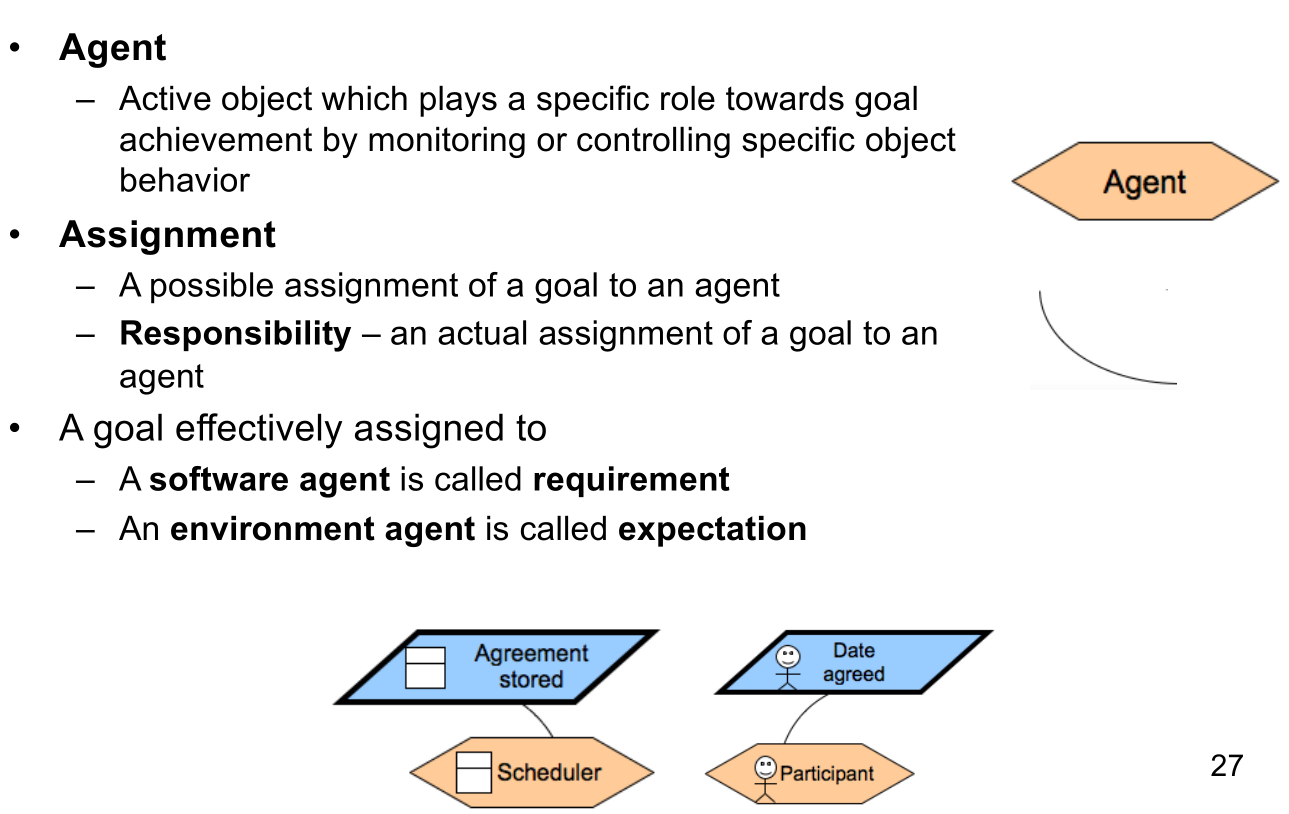 • Agent
– Active object which plays a specific role towards goal
achievement by monitoring or controlling specific object
behavior
Agent
• Assignment
– A possible assignment of a goal to an agent
– Responsibility – an actual assignment of a goal to an
agent
• A goal effectively assigned to
– A software agent is called requirement
– An environment agent is called expectation
Agreement
stored
Date
agreed
Scheduler
Participant
27